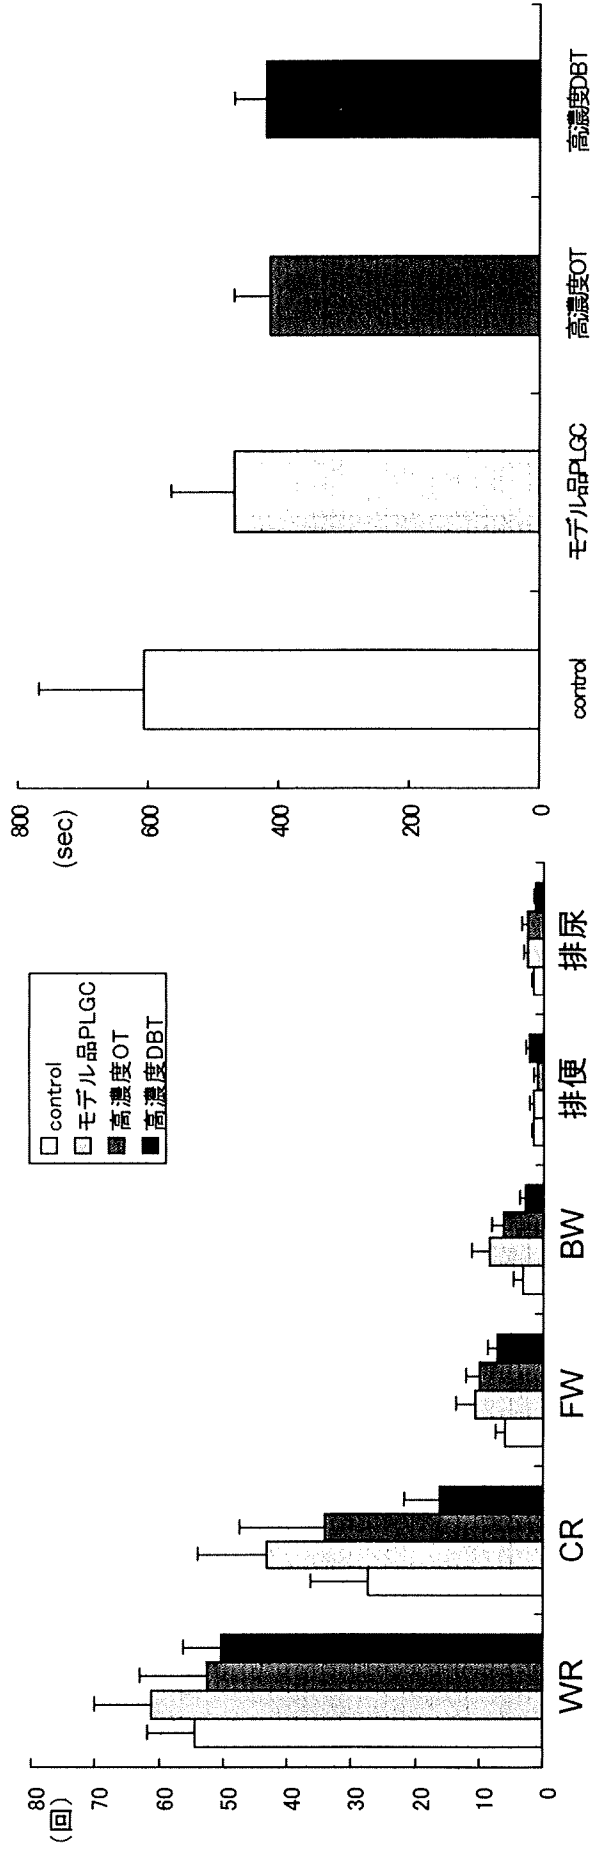 80
(回)
70
60
50
40
30
20
10
0
WR
CR
FW
BW
排便
排尿
control
モデル品PLGC
高濃度OT
高濃度DBT
800
(sec)
600
400
200
0
control
モデル品PLGC
高濃度OT
高濃度DBT